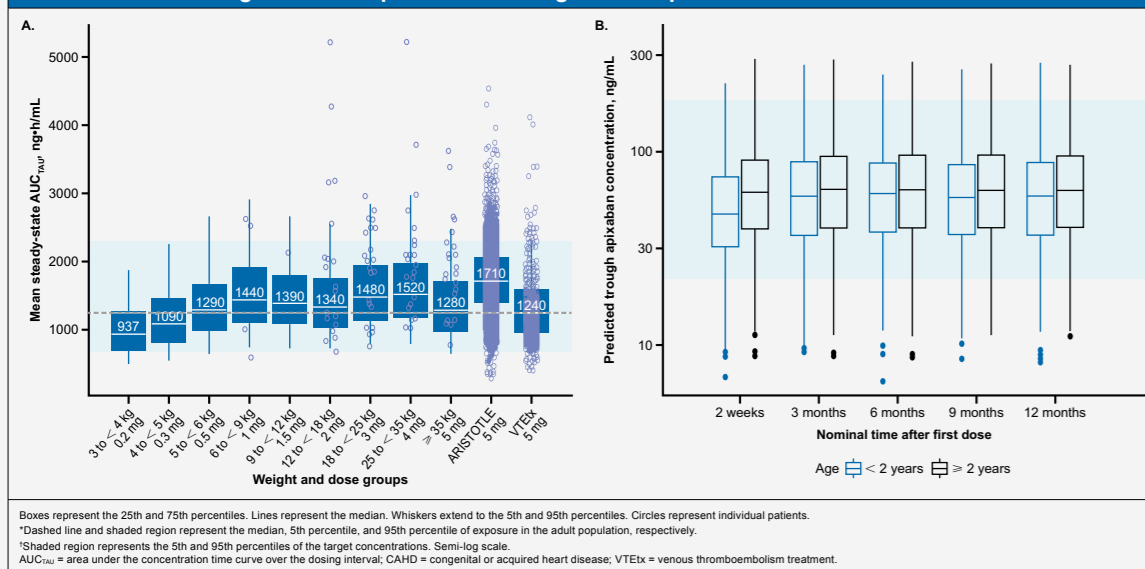 A.
B.
Mean steady-state AUC_TAU, ng•h/mL
5000
4000
3000
2000
1000
937
1090
1290
1440
1390
1340
1480
1520
1280
1710
1240
3 to < 4 kg
0.2 mg
4 to < 5 kg
0.3 mg
5 to < 6 kg
0.5 mg
6 to < 9 kg
1 mg
9 to < 12 kg
1.5 mg
12 to < 18 kg
2 mg
18 to < 25 kg
3 mg
25 to < 35 kg
4 mg
≥ 35 kg
5 mg
ARISTOTLE
5 mg
VTEtx
5 mg
Weight and dose groups
Predicted trough apixaban concentration, ng/mL
300
100
30
10
2 weeks
3 months
6 months
9 months
12 months
Nominal time after first dose
Age < 2 years ≥ 2 years
Boxes represent the 25th and 75th percentiles. Lines represent the median. Whiskers extend to the 5th and 95th percentiles. Circles represent individual patients.
*Dashed line and shaded region represent the median, 5th percentile, and 95th percentile of exposure in the adult population, respectively.
†Shaded region represents the 5th and 95th percentiles of the target concentrations. Semi-log scale.
AUC_TAU = area under the concentration time curve over the dosing interval; CAHD = congenital or acquired heart disease; VTEtx = venous thromboembolism treatment.